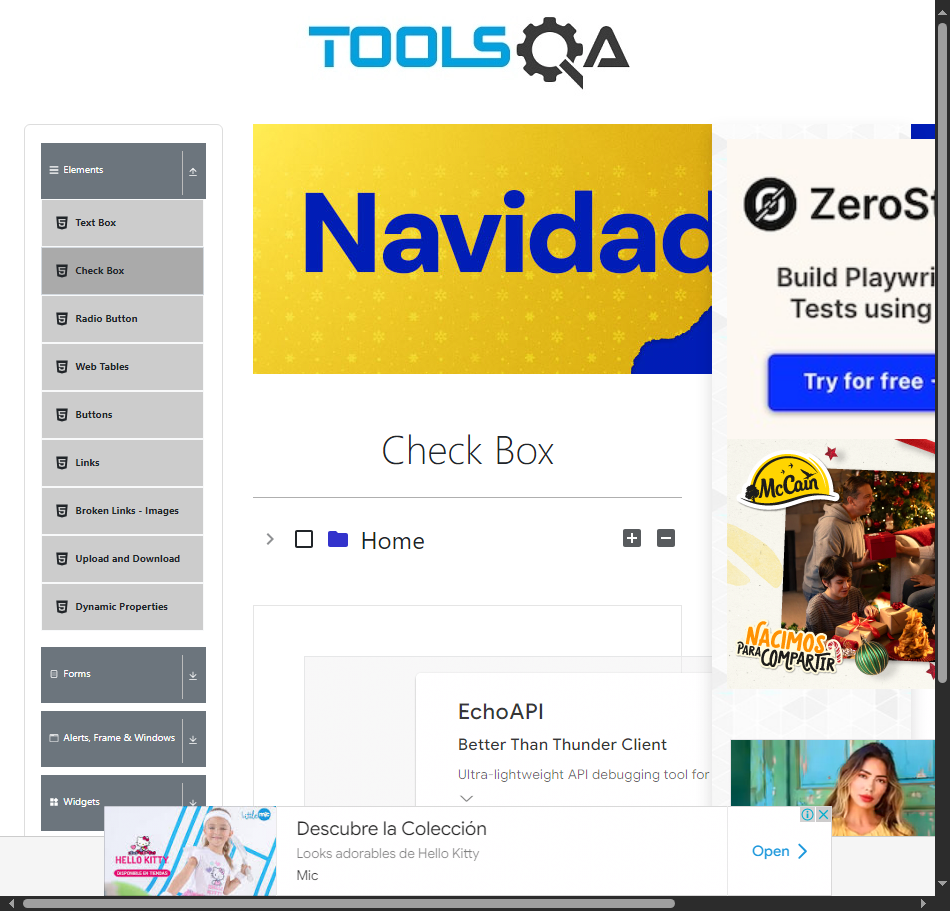 TOOLSQA
Elements
Text Box
Check Box
Radio Button
Web Tables
Buttons
Links
Broken Links - Images
Upload and Download
Dynamic Properties
Forms
Alerts, Frame & Windows
Widgets
Navidad
Check Box
Home
EchoAPI
Better Than Thunder Client
Ultra-lightweight API debugging tool for
ZeroSt
Build Playwri
Tests using
Try for free
McCain
NACIMOS
PARA COMPARTIR
HELLO KITTY
DISPONIBLE EN TIENDAS
Descubre la Colección
Looks adorables de Hello Kitty
Mic
Open